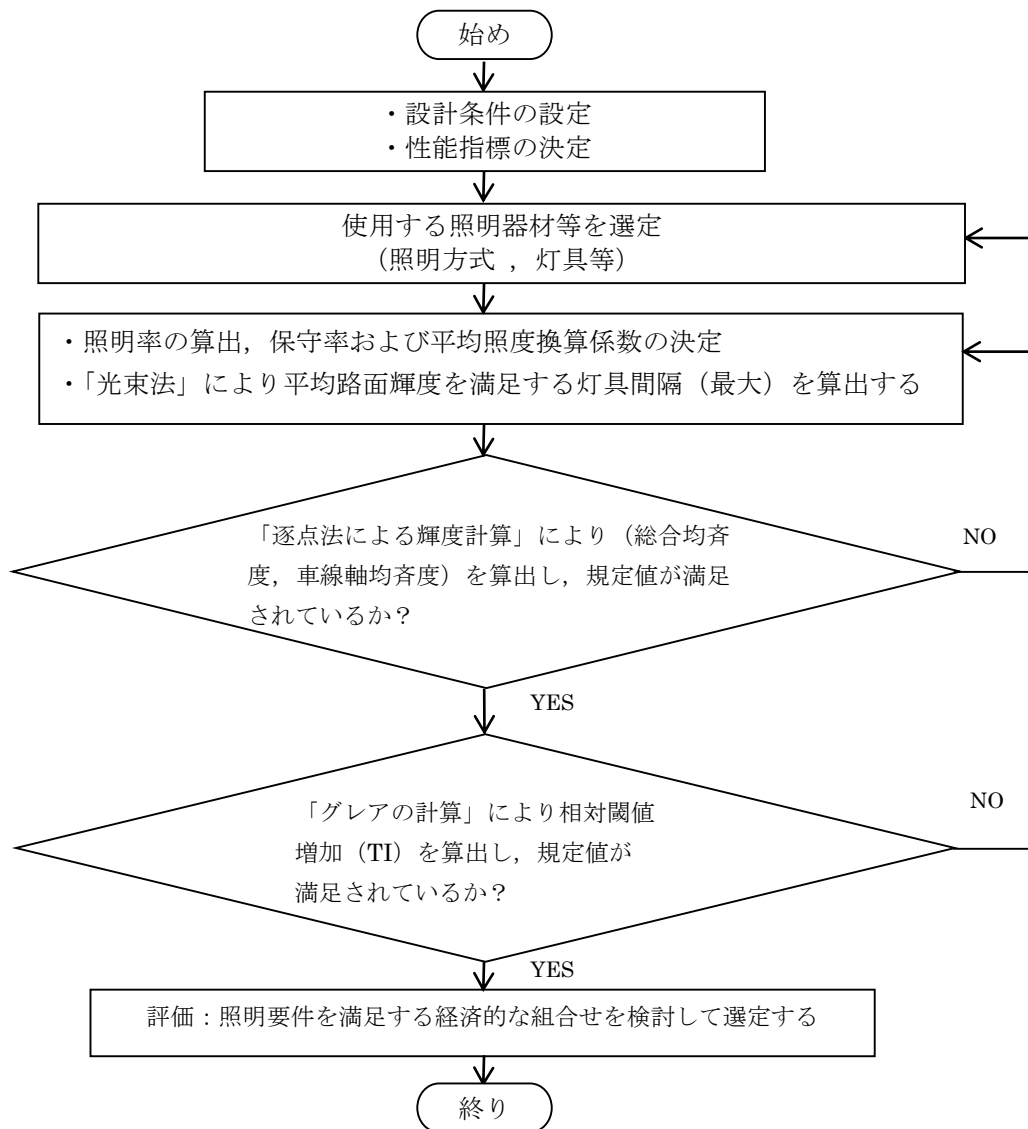 始め
・設計条件の設定
・性能指標の決定
使用する照明器材等を選定
（照明方式 ，灯具等）
・照明率の算出，保守率および平均照度換算係数の決定
・「光束法」により平均路面輝度を満足する灯具間隔（最大）を算出する
「逐点法による輝度計算」により（総合均斉
度，車線軸均斉度）を算出し，規定値が満足
されているか？
NO
YES
「グレアの計算」により相対閾値
増加（TI）を算出し，規定値が
満足されているか？
NO
YES
評価：照明要件を満足する経済的な組合せを検討して選定する
終り